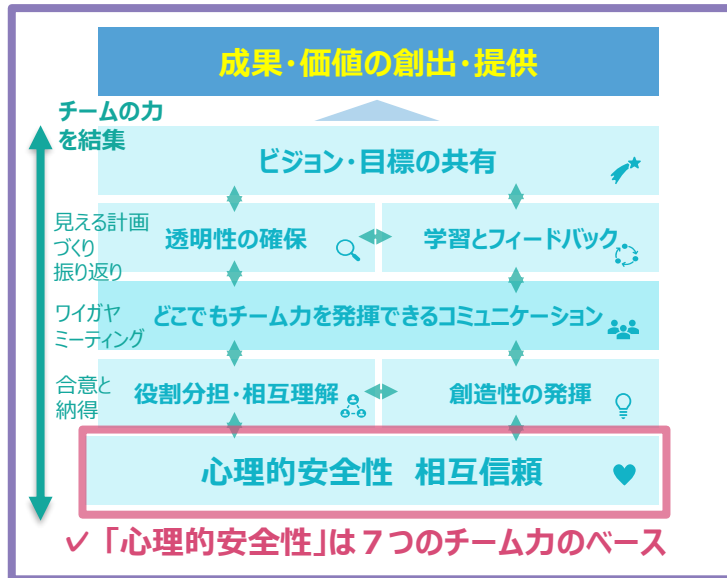 成果・価値の創出・提供
チームの力
を結集
ビジョン・目標の共有
見える計画
づくり
振り返り
透明性の確保
学習とフィードバック
ワイガヤ
ミーティング
どこでもチーム力を発揮できるコミュニケーション
合意と
納得
役割分担・相互理解
創造性の発揮
心理的安全性 相互信頼
✓「心理的安全性」は７つのチーム力のベース